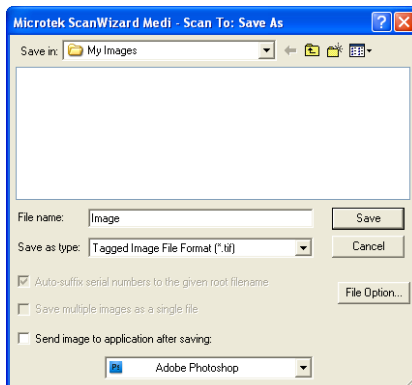 Microtek ScanWizard Medi - Scan To: Save As
Save in: My Images
File name: Image Save
Save as type: Tagged Image File Format (*.tif) Cancel
Auto-suffix serial numbers to the given root filename
File Option...
Save multiple images as a single file
Send image to application after saving:
Ps Adobe Photoshop